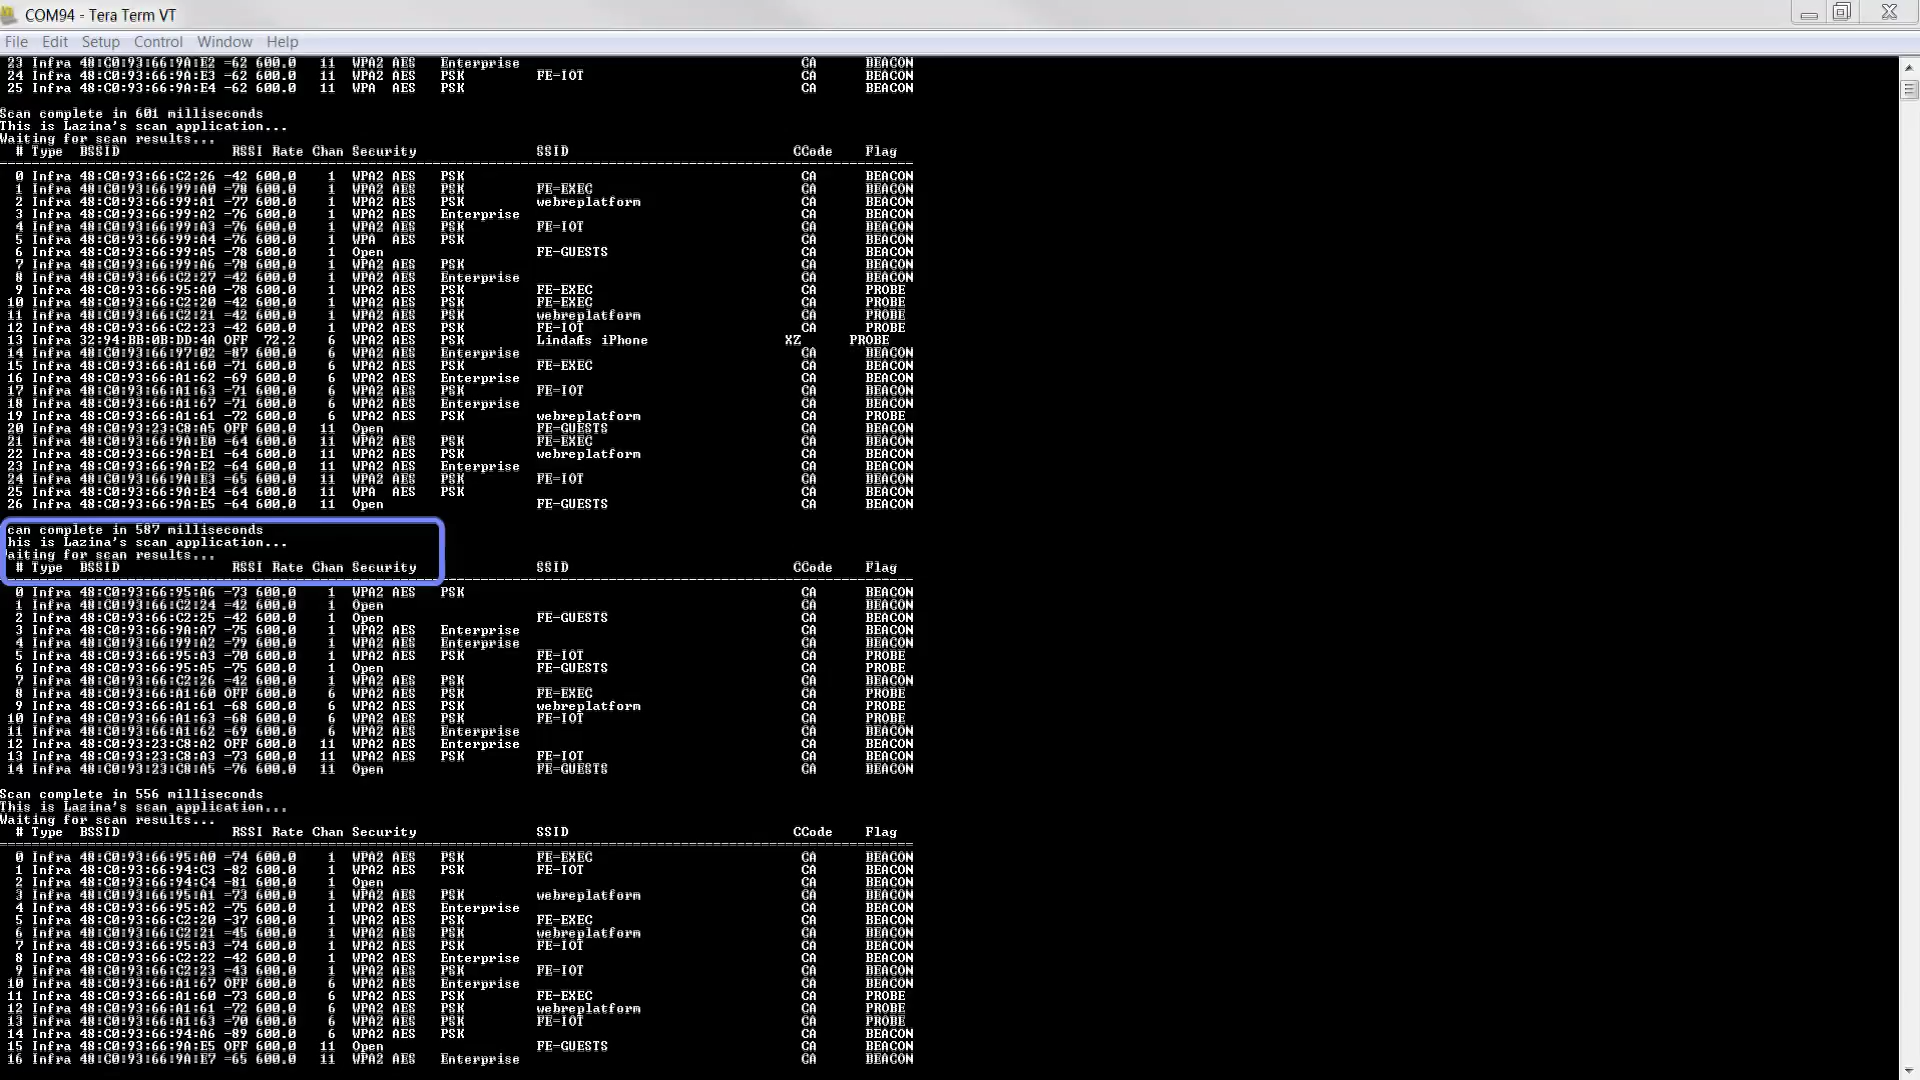 COM94 - Tera Term VT
File Edit Setup Control Window Help
23 Infra 48:C0:93:66:9A:E2 -62 600.0 11 WPA2 AES Enterprise CA BEACON
24 Infra 48:C0:93:66:9A:E3 -62 600.0 11 WPA2 AES PSK FE-IOT CA BEACON
25 Infra 48:C0:93:66:9A:E4 -62 600.0 11 WPA AES PSK CA BEACON
Scan complete in 601 milliseconds
This is Lazina's scan application...
Waiting for scan results...
# Type BSSID RSSI Rate Chan Security SSID CCode Flag
0 Infra 48:C0:93:66:C2:26 -42 600.0 1 WPA2 AES PSK CA BEACON
1 Infra 48:C0:93:66:99:A0 -78 600.0 1 WPA2 AES PSK FE-EXEC CA BEACON
2 Infra 48:C0:93:66:99:A1 -77 600.0 1 WPA2 AES PSK webreplatform CA BEACON
3 Infra 48:C0:93:66:99:A2 -76 600.0 1 WPA2 AES Enterprise CA BEACON
4 Infra 48:C0:93:66:99:A3 -76 600.0 1 WPA2 AES PSK FE-IOT CA BEACON
5 Infra 48:C0:93:66:99:A4 -76 600.0 1 WPA AES PSK CA BEACON
6 Infra 48:C0:93:66:99:A5 -78 600.0 1 Open FE-GUESTS CA BEACON
7 Infra 48:C0:93:66:99:A6 -78 600.0 1 WPA2 AES PSK CA BEACON
8 Infra 48:C0:93:66:C2:27 -42 600.0 1 WPA2 AES Enterprise CA BEACON
9 Infra 48:C0:93:66:95:A0 -78 600.0 1 WPA2 AES PSK FE-EXEC CA PROBE
10 Infra 48:C0:93:66:C2:20 -42 600.0 1 WPA2 AES PSK FE-EXEC CA PROBE
11 Infra 48:C0:93:66:C2:21 -42 600.0 1 WPA2 AES PSK webreplatform CA PROBE
12 Infra 48:C0:93:66:C2:23 -42 600.0 1 WPA2 AES PSK FE-IOT CA PROBE
13 Infra 32:94:BB:0B:DD:4A OFF 72.2 6 WPA2 AES PSK iPhone XZ PROBE
14 Infra 48:C0:93:66:97:02 -87 600.0 6 WPA2 AES Enterprise CA BEACON
15 Infra 48:C0:93:66:A1:60 -71 600.0 6 WPA2 AES PSK FE-EXEC CA BEACON
16 Infra 48:C0:93:66:A1:62 -69 600.0 6 WPA2 AES Enterprise CA BEACON
17 Infra 48:C0:93:66:A1:63 -71 600.0 6 WPA2 AES PSK FE-IOT CA BEACON
18 Infra 48:C0:93:66:A1:67 -71 600.0 6 WPA2 AES Enterprise CA BEACON
19 Infra 48:C0:93:66:A1:61 -72 600.0 6 WPA2 AES PSK webreplatform CA PROBE
20 Infra 48:C0:93:23:C8:A5 OFF 600.0 11 Open FE-GUESTS CA BEACON
21 Infra 48:C0:93:66:9A:E0 -64 600.0 11 WPA2 AES PSK FE-EXEC CA BEACON
22 Infra 48:C0:93:66:9A:E1 -64 600.0 11 WPA2 AES PSK webreplatform CA BEACON
23 Infra 48:C0:93:66:9A:E2 -64 600.0 11 WPA2 AES Enterprise CA BEACON
24 Infra 48:C0:93:66:9A:E3 -65 600.0 11 WPA2 AES PSK FE-IOT CA BEACON
25 Infra 48:C0:93:66:9A:E4 -64 600.0 11 WPA AES PSK CA BEACON
26 Infra 48:C0:93:66:9A:E5 -64 600.0 11 Open FE-GUESTS CA BEACON
can complete in 587 milliseconds
his is Lazina's scan application...
aiting for scan results...
# Type BSSID RSSI Rate Chan Security SSID CCode Flag
0 Infra 48:C0:93:66:95:A6 -73 600.0 1 WPA2 AES PSK CA BEACON
1 Infra 48:C0:93:66:C2:24 -42 600.0 1 Open CA BEACON
2 Infra 48:C0:93:66:C2:25 -42 600.0 1 Open FE-GUESTS CA BEACON
3 Infra 48:C0:93:66:9A:A7 -75 600.0 1 WPA2 AES Enterprise CA BEACON
4 Infra 48:C0:93:66:99:A2 -79 600.0 1 WPA2 AES Enterprise CA BEACON
5 Infra 48:C0:93:66:95:A3 -70 600.0 1 WPA2 AES PSK FE-IOT CA PROBE
6 Infra 48:C0:93:66:95:A5 -75 600.0 1 Open FE-GUESTS CA PROBE
7 Infra 48:C0:93:66:C2:26 -42 600.0 1 WPA2 AES PSK CA BEACON
8 Infra 48:C0:93:66:A1:60 OFF 600.0 6 WPA2 AES PSK FE-EXEC CA PROBE
9 Infra 48:C0:93:66:A1:61 -68 600.0 6 WPA2 AES PSK webreplatform CA PROBE
10 Infra 48:C0:93:66:A1:63 -68 600.0 6 WPA2 AES PSK FE-IOT CA PROBE
11 Infra 48:C0:93:66:A1:62 -69 600.0 6 WPA2 AES Enterprise CA BEACON
12 Infra 48:C0:93:23:C8:A2 OFF 600.0 11 WPA2 AES Enterprise CA BEACON
13 Infra 48:C0:93:23:C8:A3 -73 600.0 11 WPA2 AES PSK FE-IOT CA BEACON
14 Infra 48:C0:93:23:C8:A5 -76 600.0 11 Open FE-GUESTS CA BEACON
Scan complete in 556 milliseconds
This is Lazina's scan application...
Waiting for scan results...
# Type BSSID RSSI Rate Chan Security SSID CCode Flag
0 Infra 48:C0:93:66:95:A0 -74 600.0 1 WPA2 AES PSK FE-EXEC CA BEACON
1 Infra 48:C0:93:66:94:C3 -82 600.0 1 WPA2 AES PSK FE-IOT CA BEACON
2 Infra 48:C0:93:66:94:C4 -81 600.0 1 Open CA BEACON
3 Infra 48:C0:93:66:95:A1 -73 600.0 1 WPA2 AES PSK webreplatform CA BEACON
4 Infra 48:C0:93:66:95:A2 -75 600.0 1 WPA2 AES Enterprise CA BEACON
5 Infra 48:C0:93:66:C2:20 -37 600.0 1 WPA2 AES PSK FE-EXEC CA BEACON
6 Infra 48:C0:93:66:C2:21 -45 600.0 1 WPA2 AES PSK webreplatform CA BEACON
7 Infra 48:C0:93:66:95:A3 -74 600.0 1 WPA2 AES PSK FE-IOT CA BEACON
8 Infra 48:C0:93:66:C2:22 -42 600.0 1 WPA2 AES Enterprise CA BEACON
9 Infra 48:C0:93:66:C2:23 -43 600.0 1 WPA2 AES PSK FE-IOT CA BEACON
10 Infra 48:C0:93:66:A1:67 OFF 600.0 6 WPA2 AES Enterprise CA BEACON
11 Infra 48:C0:93:66:A1:60 -73 600.0 6 WPA2 AES PSK FE-EXEC CA PROBE
12 Infra 48:C0:93:66:A1:61 -72 600.0 6 WPA2 AES PSK webreplatform CA PROBE
13 Infra 48:C0:93:66:A1:63 -70 600.0 6 WPA2 AES PSK FE-IOT CA PROBE
14 Infra 48:C0:93:66:94:A6 -89 600.0 6 WPA2 AES PSK CA BEACON
15 Infra 48:C0:93:66:9A:E5 OFF 600.0 11 Open FE-GUESTS CA BEACON
16 Infra 48:C0:93:66:9A:E7 -65 600.0 11 WPA2 AES Enterprise CA BEACON